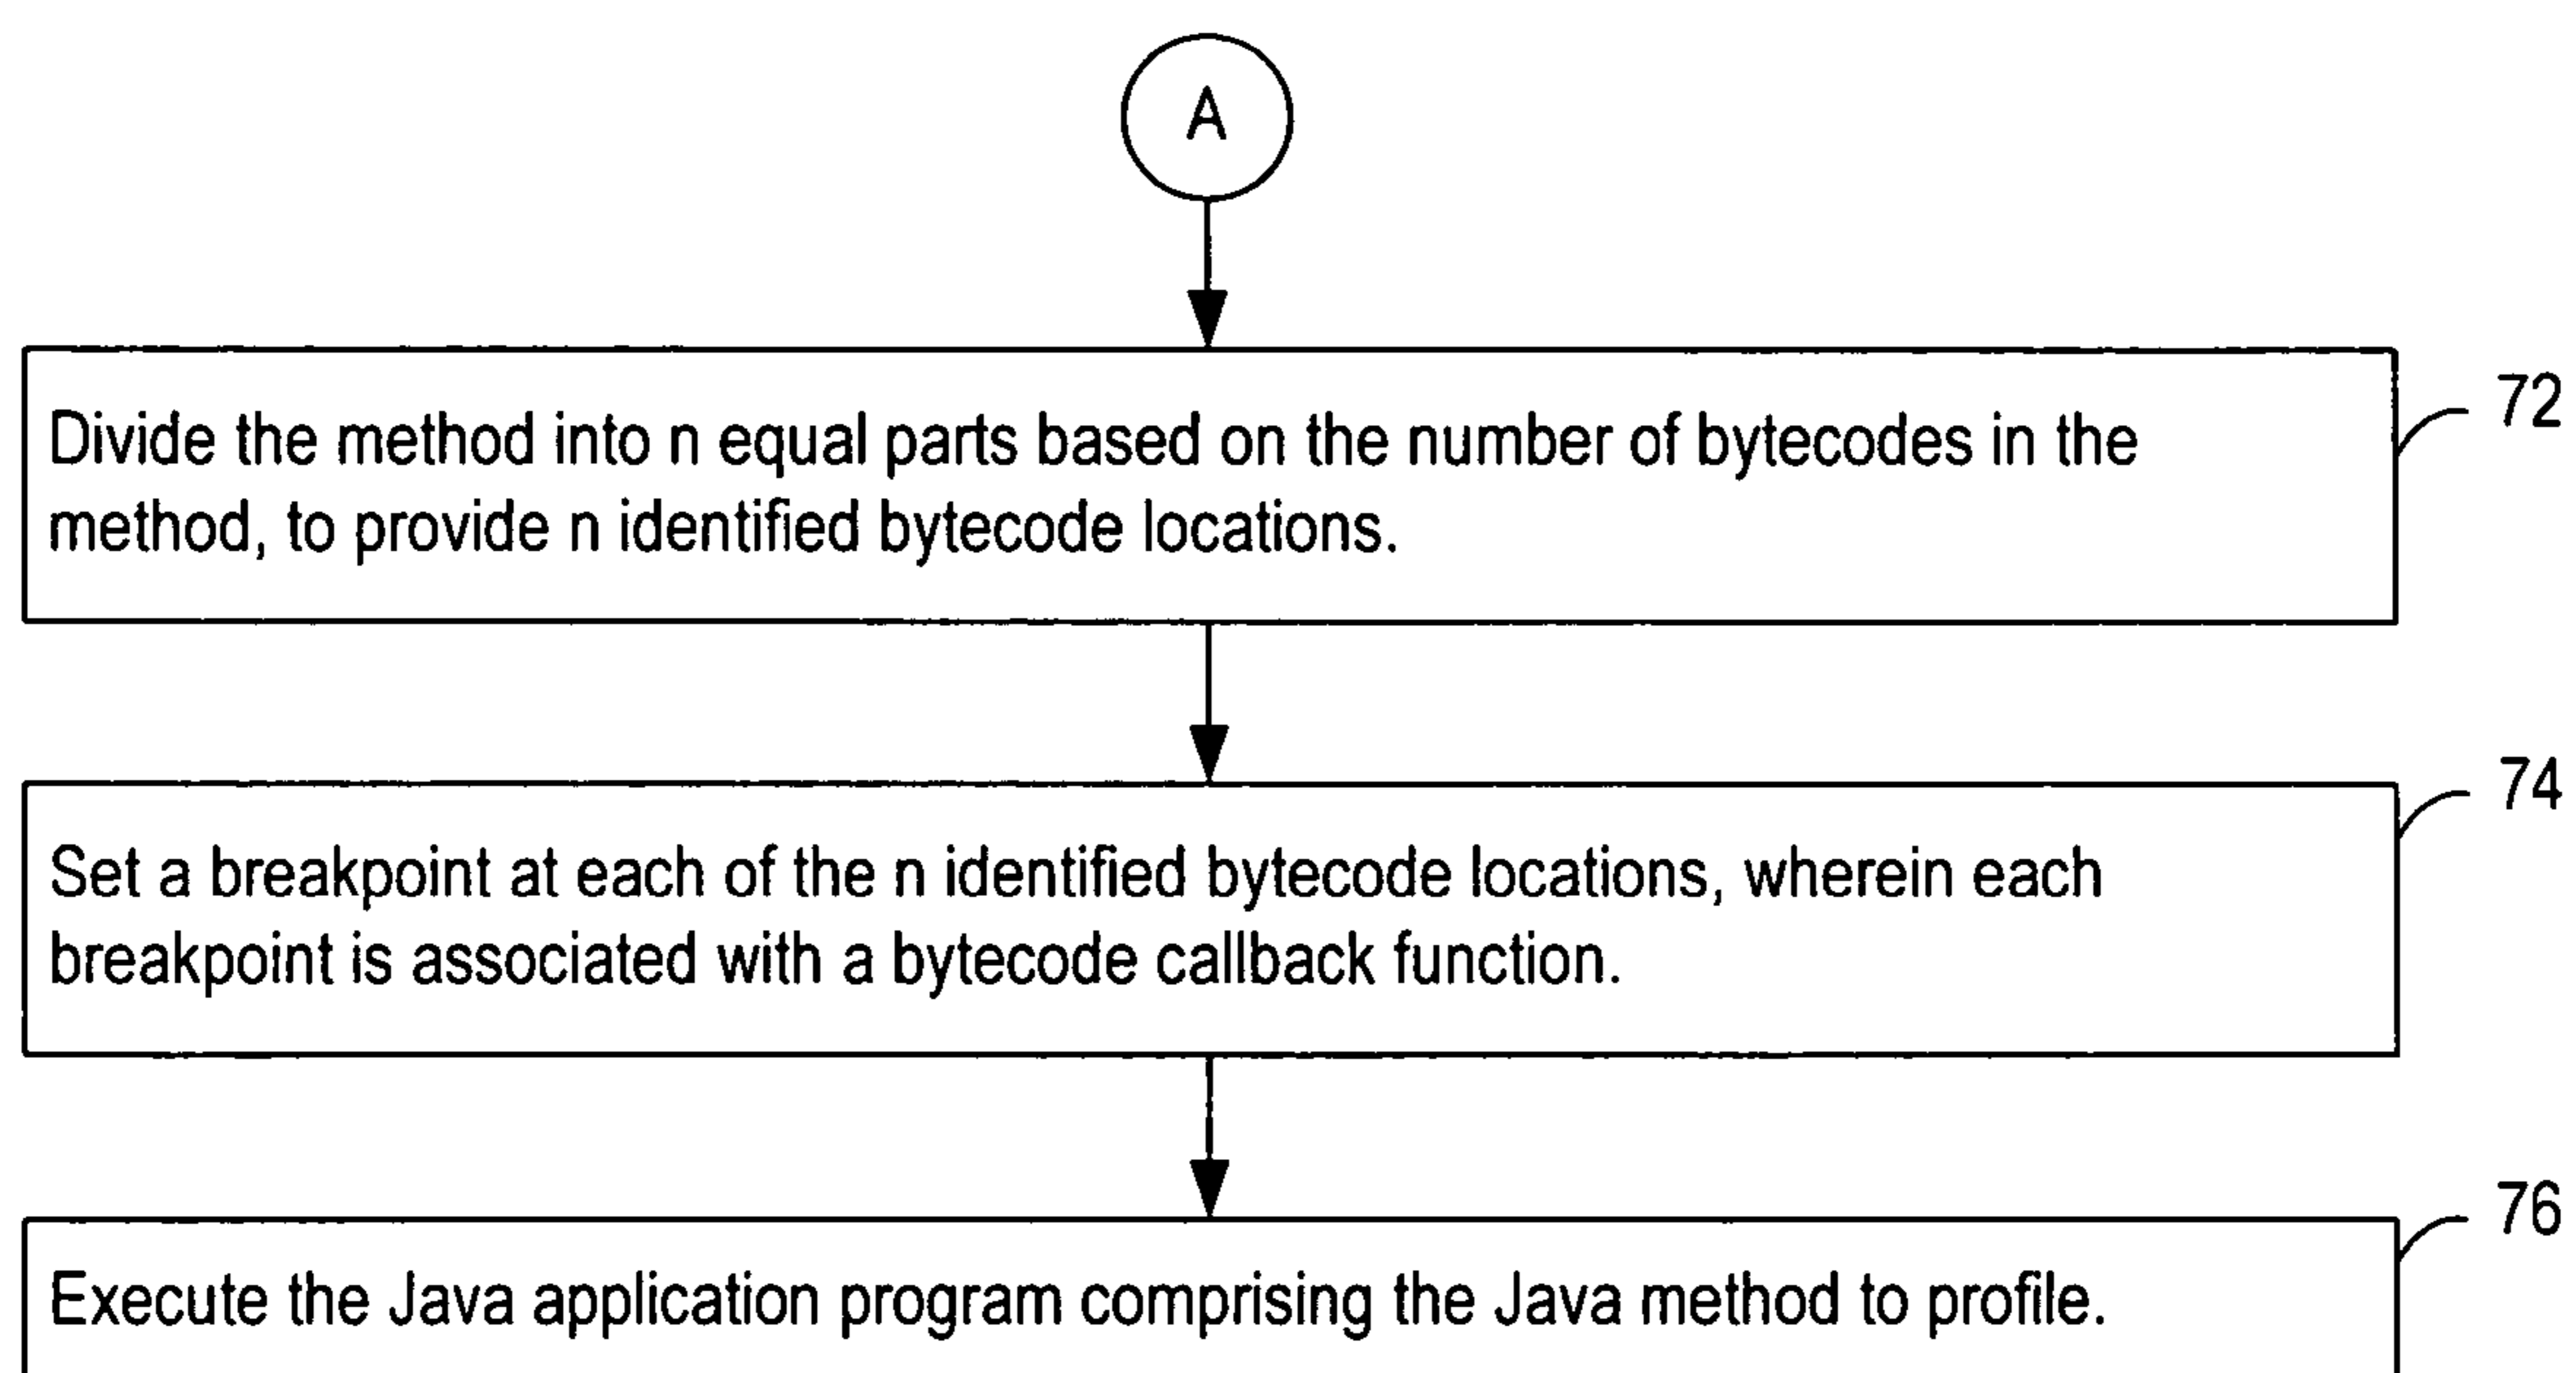 A
72
Divide the method into n equal parts based on the number of bytecodes in the
method, to provide n identified bytecode locations.
74
Set a breakpoint at each of the n identified bytecode locations, wherein each
breakpoint is associated with a bytecode callback function.
76
Execute the Java application program comprising the Java method to profile.